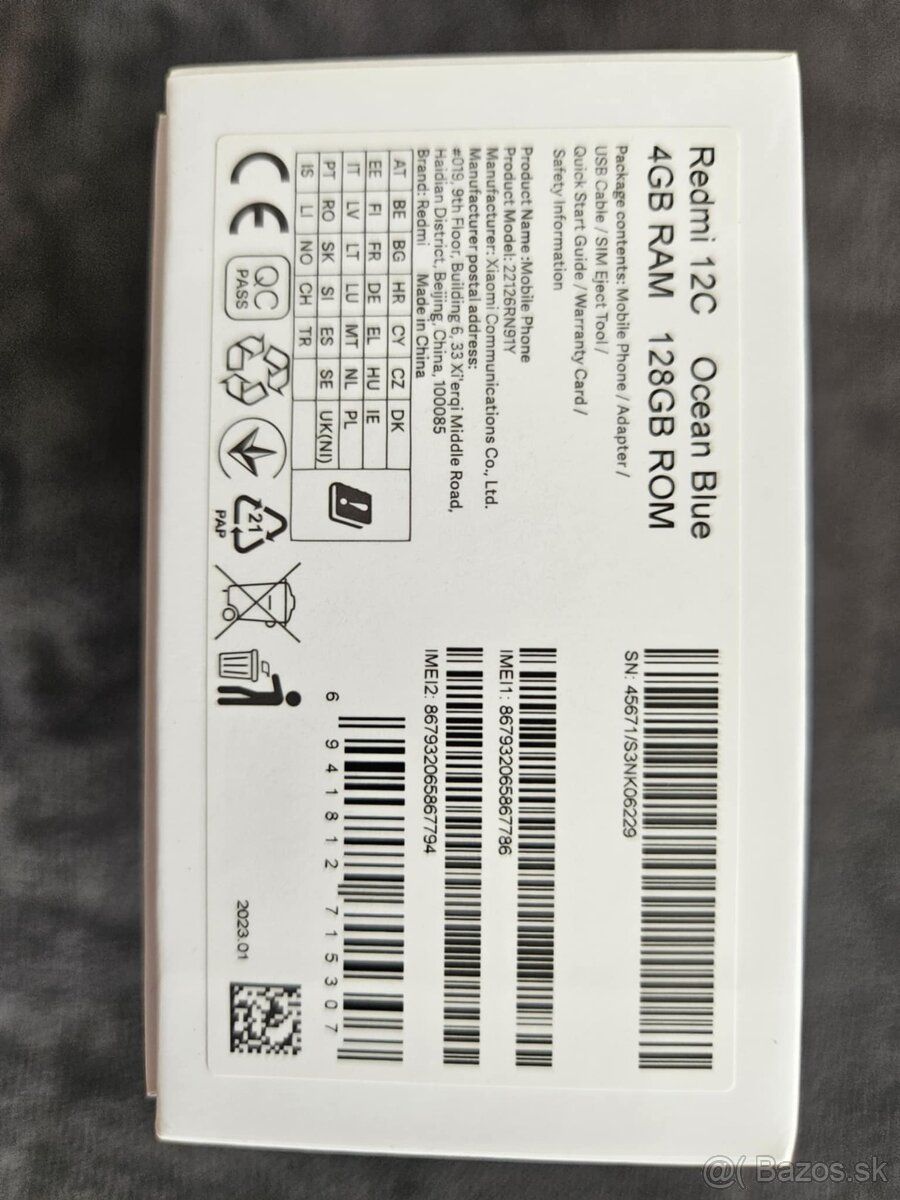 Redmi 12C Ocean Blue
4GB RAM 128GB ROM
Package contents: Mobile Phone / Adapter /
USB Cable / SIM Eject Tool /
Quick Start Guide / Warranty Card /
Safety Information
Product Name :Mobile Phone
Product Model: 22126RN91Y
Manufacturer: Xiaomi Communications Co., Ltd.
Manufacturer postal address:
#019, 9th Floor, Building 6, 33 Xi'erqi Middle Road,
Haidian District, Beijing, China, 100085
Brand: Redmi Made in China
AT BE BG HR CY CZ DK
EE FI FR DE EL HU IE
IT LV LT LU MT NL PL
PT RO SK SI ES SE UK(NI)
IS LI NO CH TR
CE
QC
PASS
21
PAP
SN: 45671/S3NK06229
IMEI1: 867932065867786
IMEI2: 867932065867794
6 941812 715307
2023.01
@( Bazos.sk